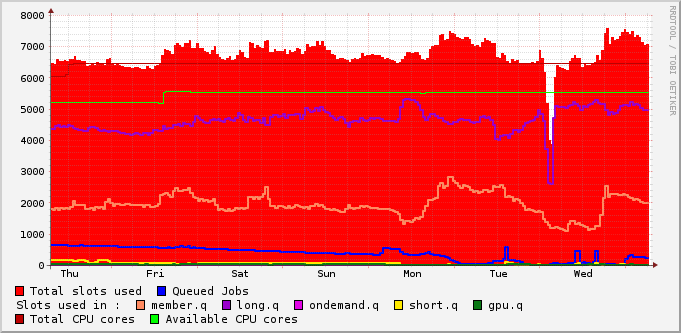 8000
7000
6000
5000
4000
3000
2000
1000
0
Thu Fri Sat Sun Mon Tue Wed
RRDTOOL / TOBI OETIKER
Total slots used Queued Jobs
Slots used in : member.q long.q ondemand.q short.q gpu.q
Total CPU cores Available CPU cores